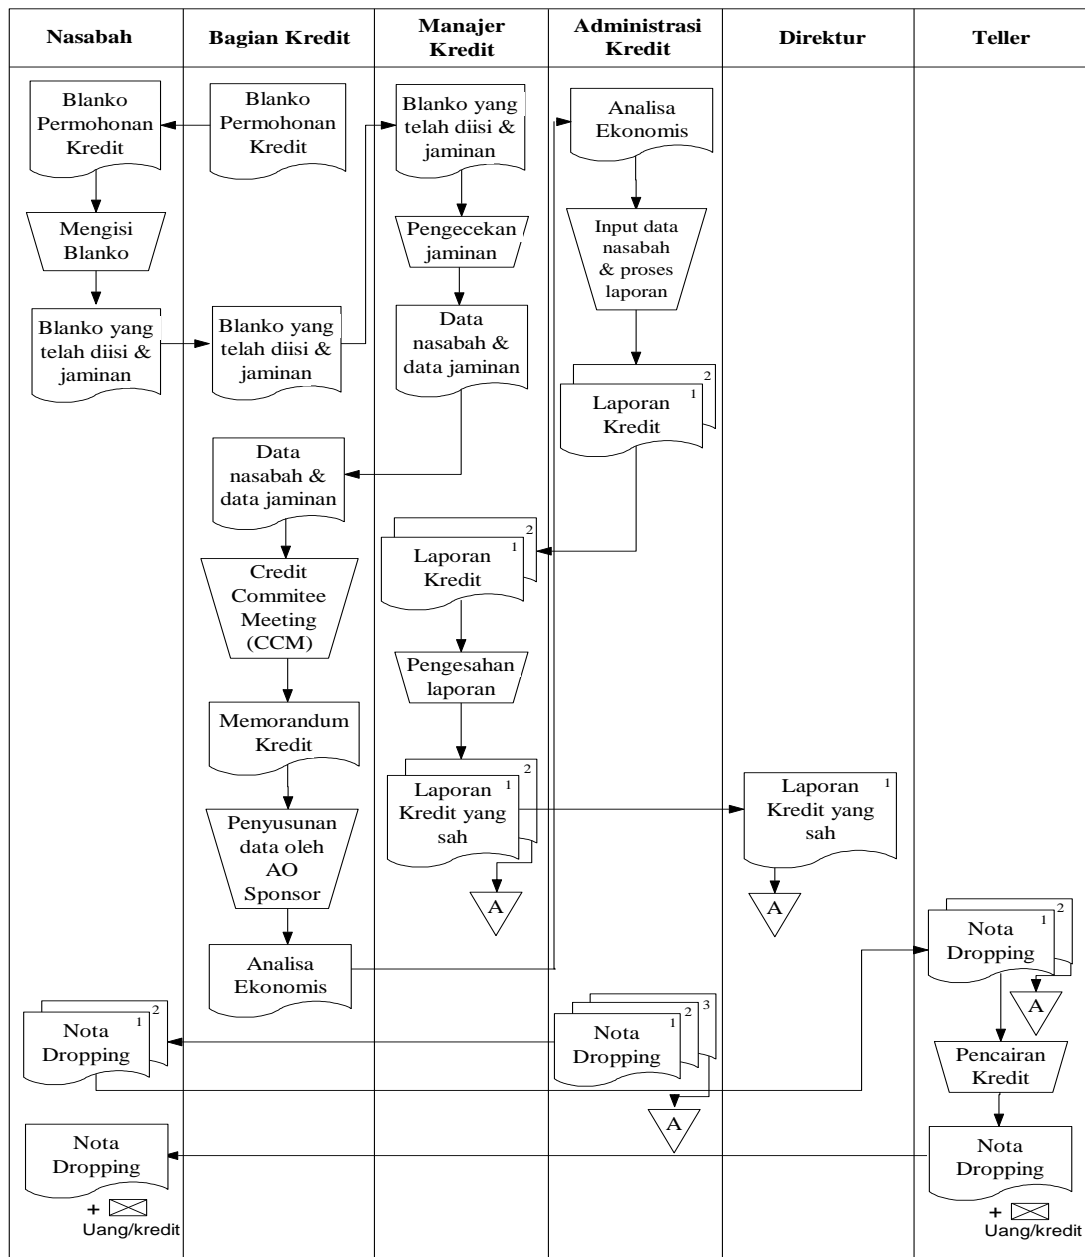 Nasabah
Bagian Kredit
Manajer
Kredit
Administrasi
Kredit
Direktur
Teller
Blanko
Permohonan
Kredit
Mengisi
Blanko
Blanko yang
telah diisi &
jaminan
Blanko
Permohonan
Kredit
Blanko yang
telah diisi &
jaminan
Data
nasabah &
data jaminan
Credit
Commitee
Meeting
(CCM)
Memorandum
Kredit
Penyusunan
data oleh
AO
Sponsor
Analisa
Ekonomis
Blanko yang
telah diisi &
jaminan
Pengecekan
jaminan
Data
nasabah &
data jaminan
2
1
Laporan
Kredit
Pengesahan
laporan
2
1
Laporan
Kredit yang
sah
A
Analisa
Ekonomis
Input data
nasabah
& proses
laporan
2
1
Laporan
Kredit
Laporan 1
Kredit yang
sah
A
2
1
Nota
Dropping
A
Pencairan
Kredit
2
1
Nota
Dropping
3
2
1
Nota
Dropping
A
Nota
Dropping
+
Uang/kredit
Nota
Dropping
+
Uang/kredit